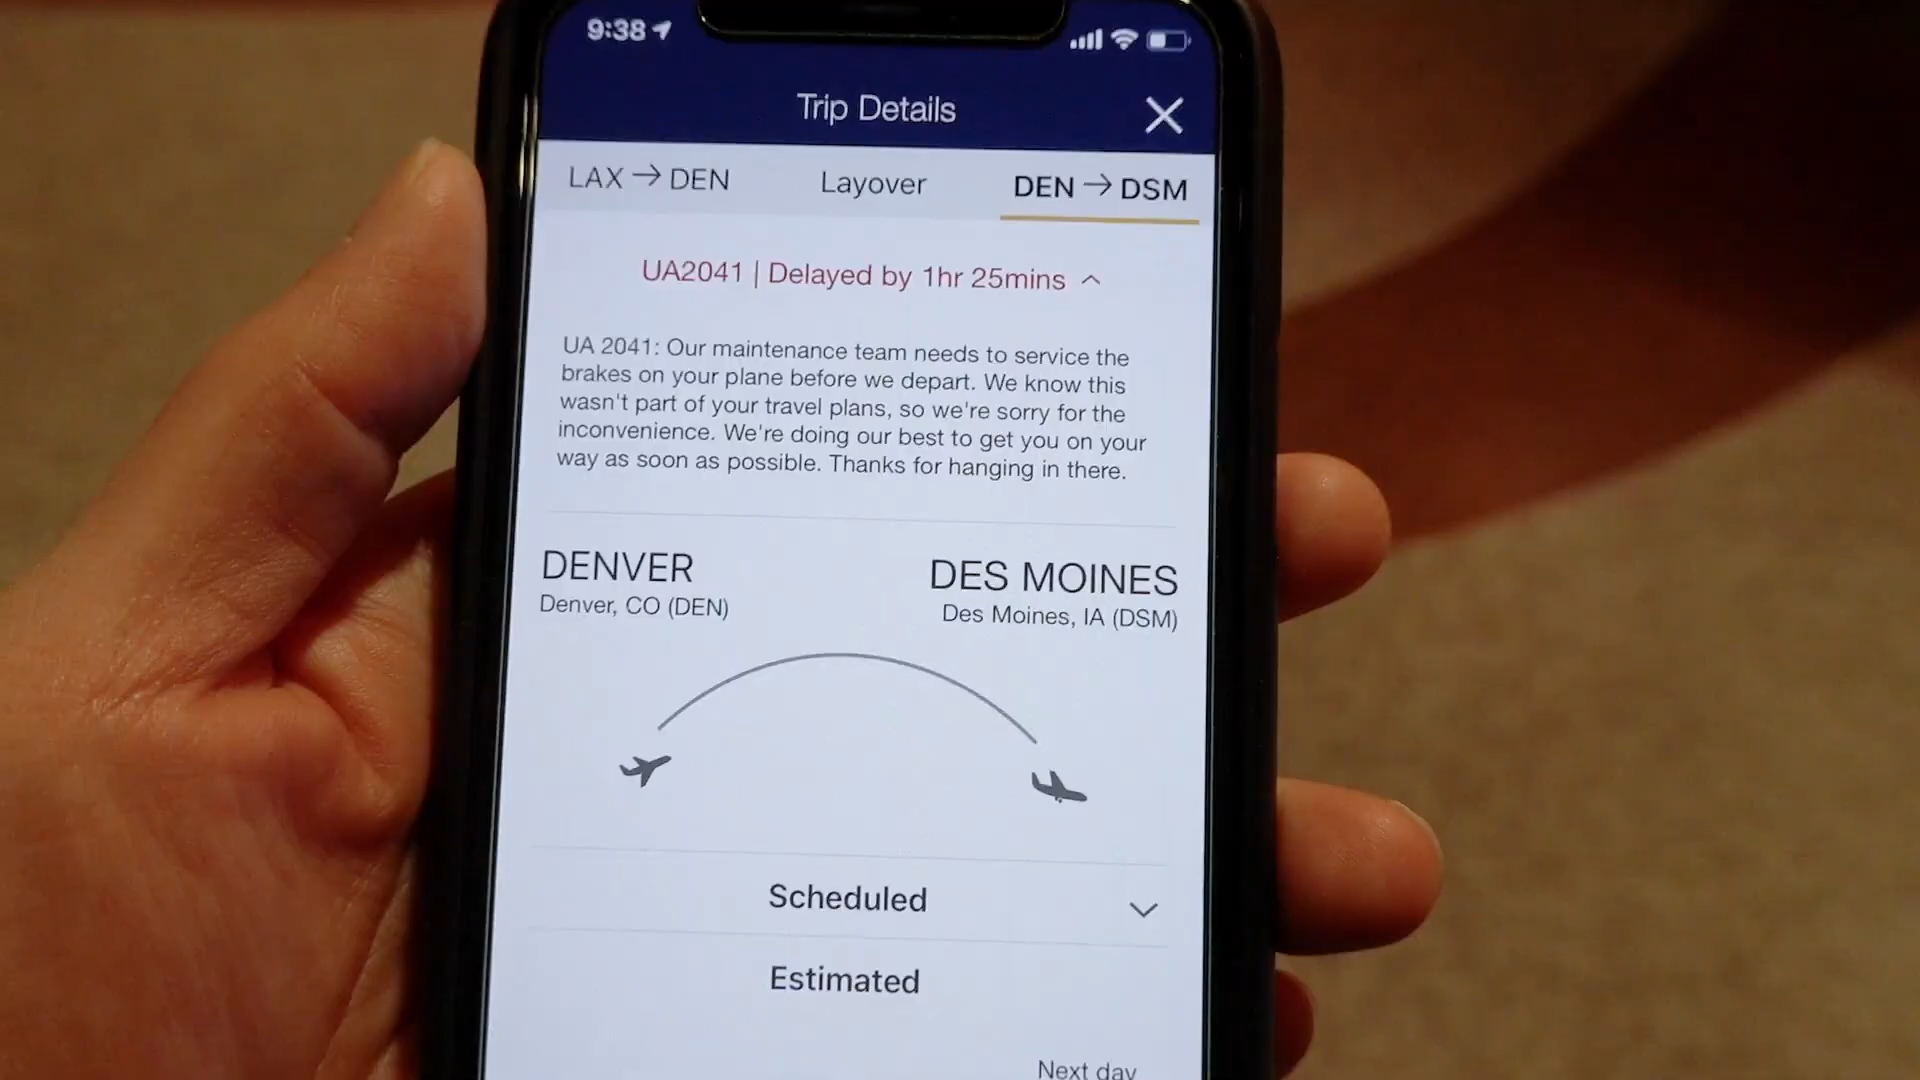 9:38
Trip Details
LAX → DEN
Layover
DEN → DSM
UA2041 | Delayed by 1hr 25mins
UA 2041: Our maintenance team needs to service the
brakes on your plane before we depart. We know this
wasn't part of your travel plans, so we're sorry for the
inconvenience. We're doing our best to get you on your
way as soon as possible. Thanks for hanging in there.
DENVER
Denver, CO (DEN)
DES MOINES
Des Moines, IA (DSM)
Scheduled
Estimated
Next day